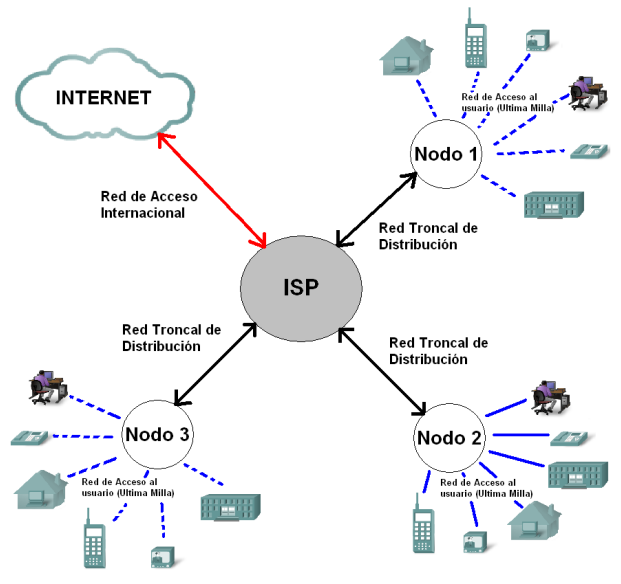 INTERNET
Red de Acceso al
usuario (Ultima Milla)
Nodo 1
Red de Acceso
Internacional
Red Troncal de
Distribución
ISP
Red Troncal de
Distribución
Red Troncal de
Distribución
Nodo 3
Nodo 2
Red de Acceso al
usuario (Ultima Milla)
Red de Acceso al
usuario (Ultima Milla)